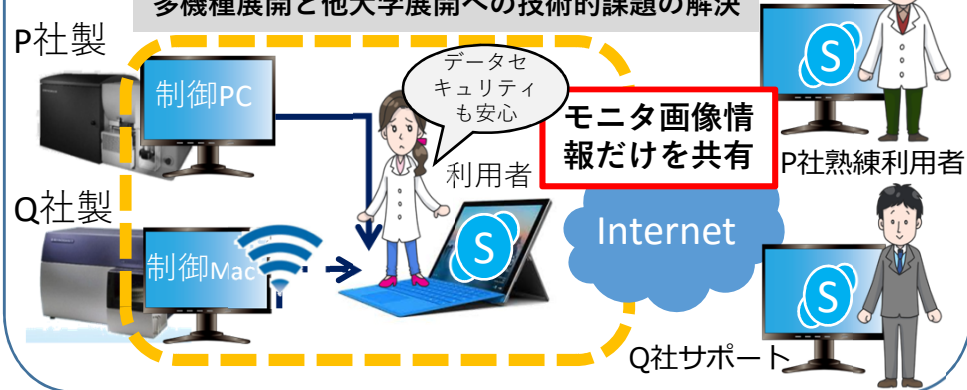 多機種展開と他大学展開への技術的課題の解決
P社製
制御PC
データセ
キュリティ
も安心
モニタ画像情
報だけを共有
S
P社熟練利用者
利用者
Q社製
制御Mac
S
Internet
S
Q社サポート